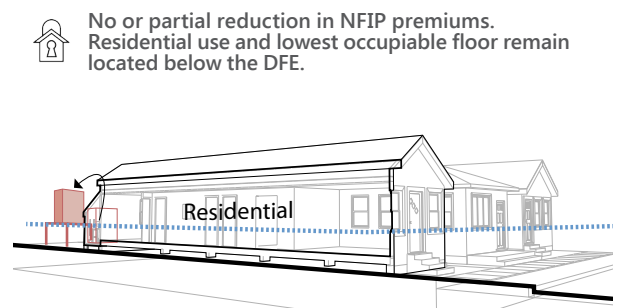 No or partial reduction in NFIP premiums.
Residential use and lowest occupiable floor remain
located below the DFE.
Residential